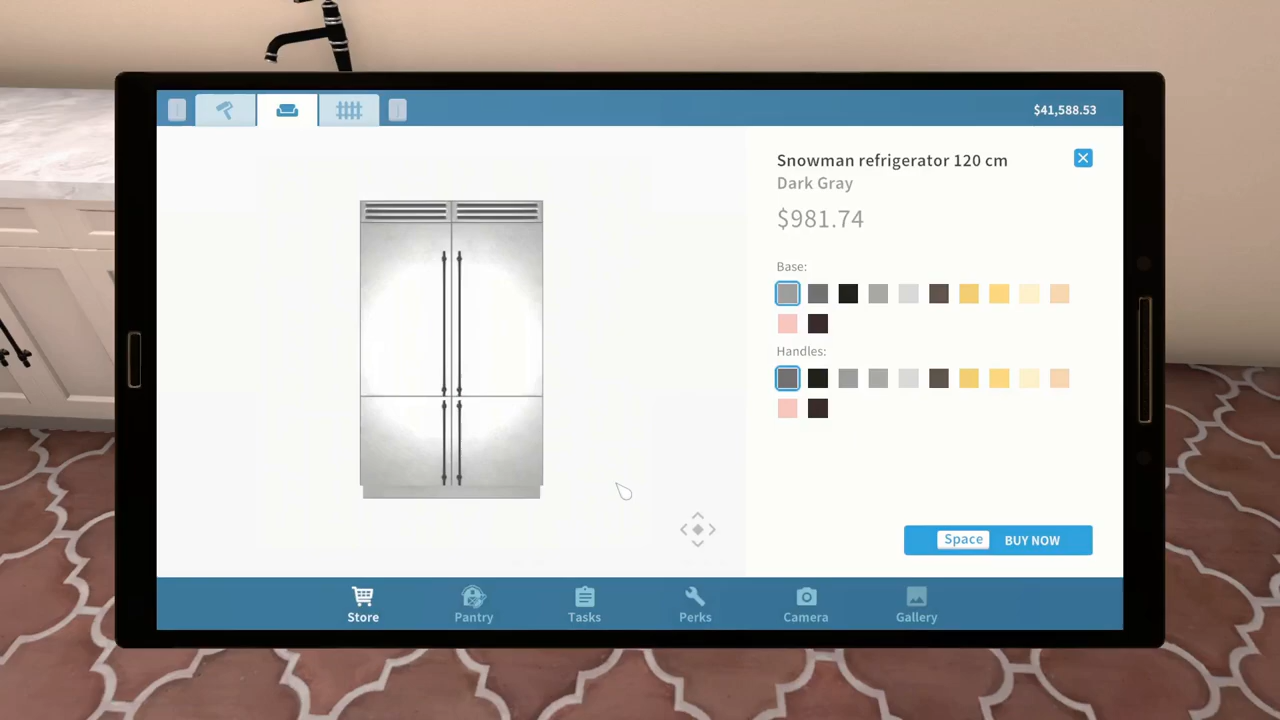 $41,588.53
Snowman refrigerator 120 cm
Dark Gray
$981.74
Base:
Handles:
Space BUY NOW
Store Pantry Tasks Perks Camera Gallery